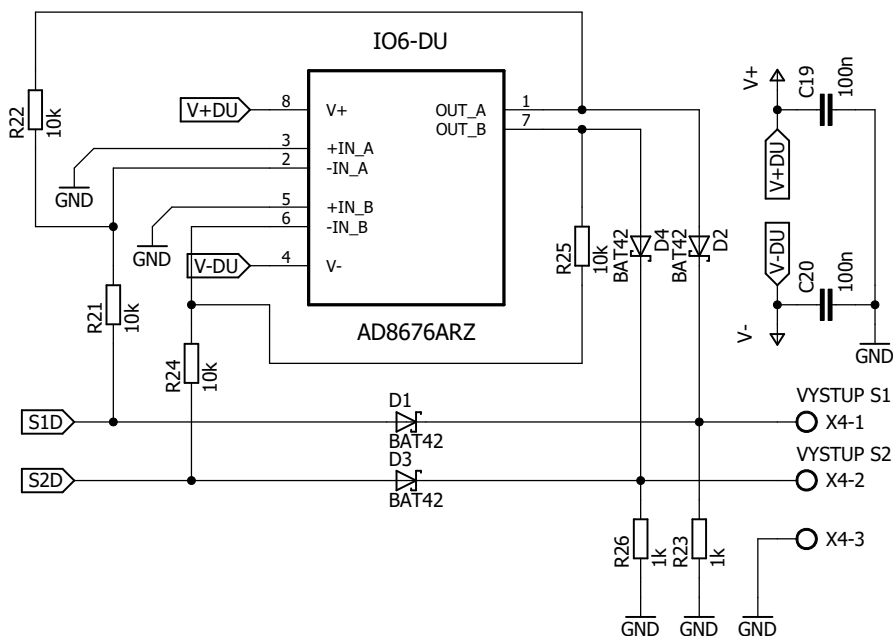 IO6-DU
R22
10k
V+DU
8
V+
OUT_A
1
OUT_B
7
3
+IN_A
2
-IN_A
GND
5
+IN_B
6
-IN_B
GND
V-DU
4
V-
AD8676ARZ
R21
10k
R24
10k
R25
10k
BAT42
D4
BAT42
D2
V+
C19
100n
V+DU
V-DU
C20
100n
V-
GND
S1D
D1
BAT42
VYSTUP S1
X4-1
S2D
D3
BAT42
VYSTUP S2
X4-2
R26
1k
R23
1k
X4-3
GND
GND
GND